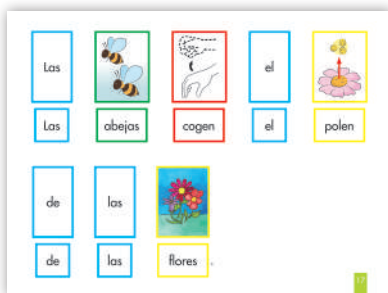 Las el
Las abejas cogen el polen
de las
de las flores .
17